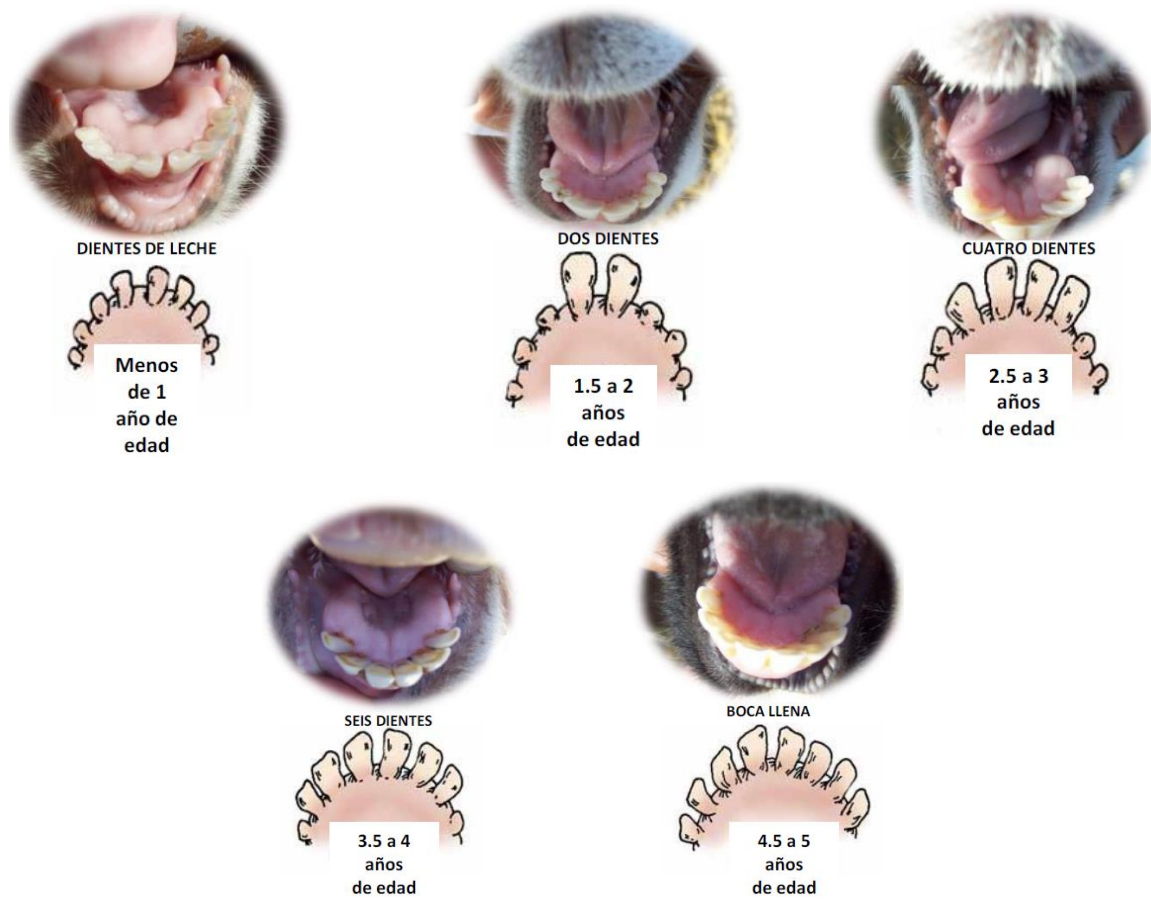 DIENTES DE LECHE
Menos
de 1
año de
edad
DOS DIENTES
1.5 a 2
años
de edad
CUATRO DIENTES
2.5 a 3
años
de edad
SEIS DIENTES
3.5 a 4
años
de edad
BOCA LLENA
4.5 a 5
años
de edad